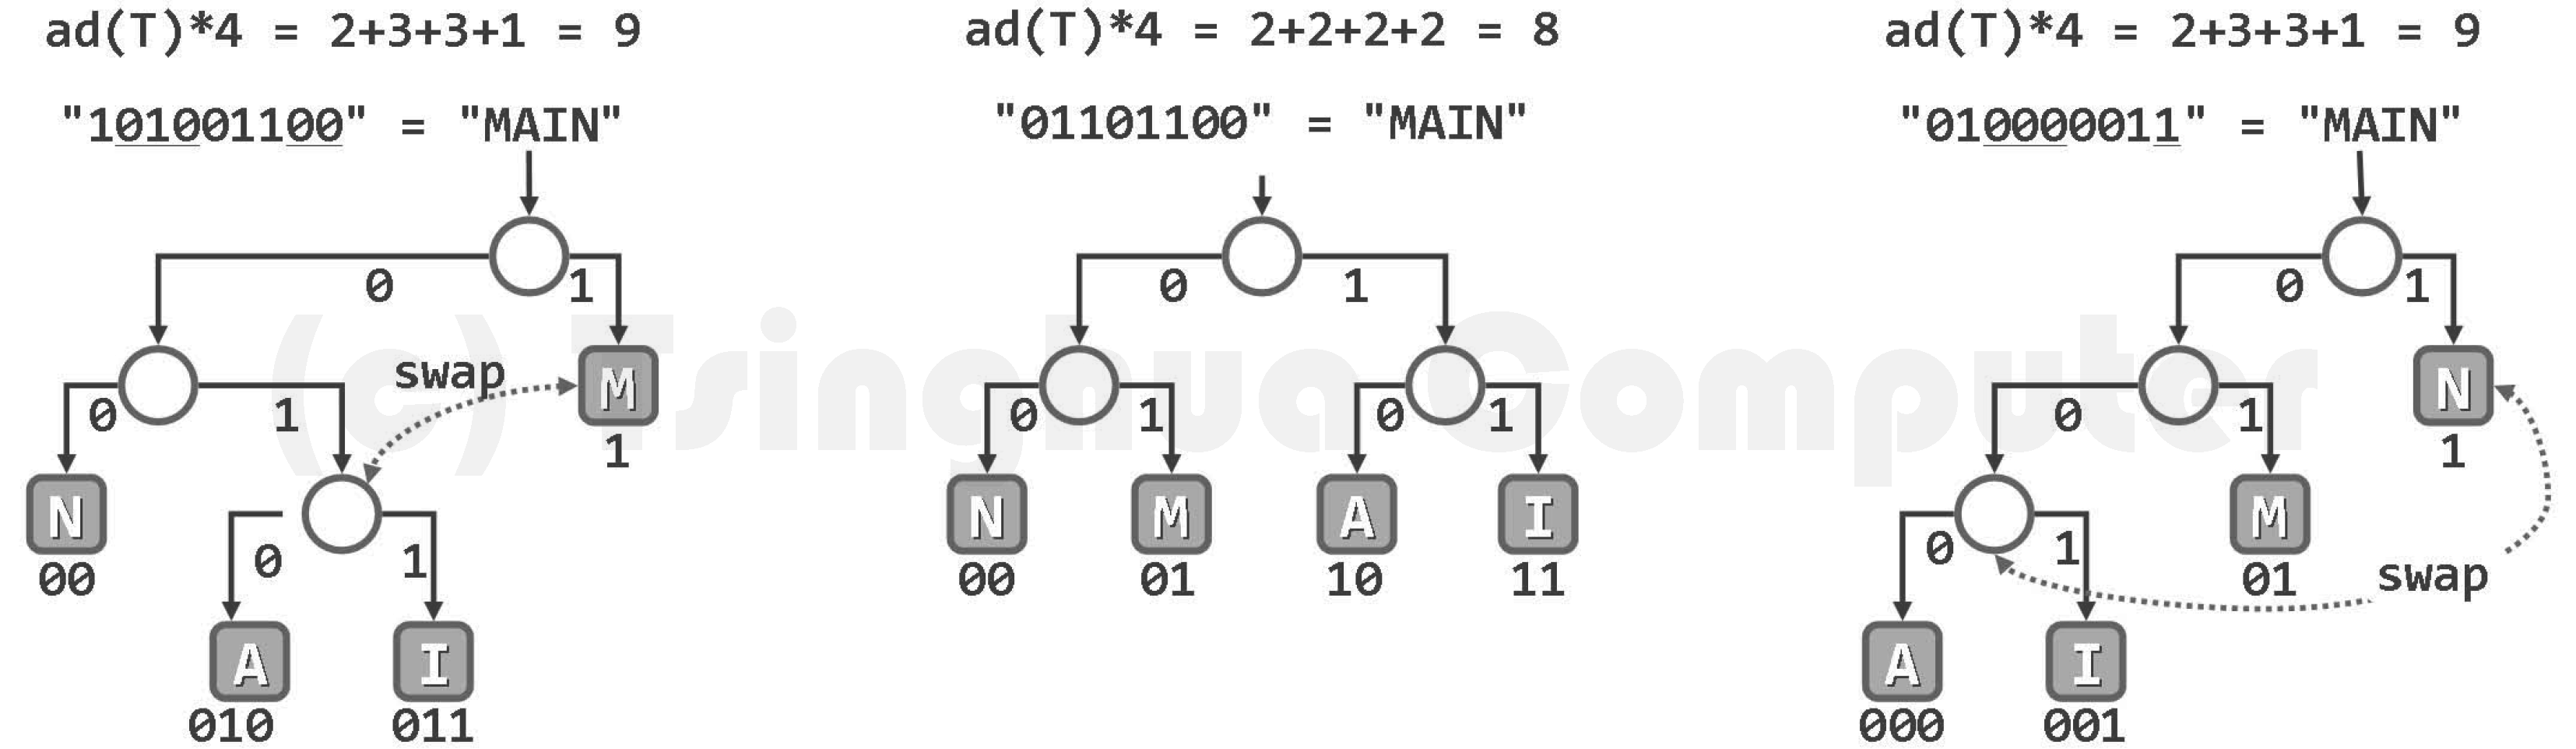 ad(T)*4 = 2+3+3+1 = 9
"101001100" = "MAIN"
0
1
swap
M
1
0
1
N
00
0
1
A
010
I
011
ad(T)*4 = 2+2+2+2 = 8
"01101100" = "MAIN"
0
1
0
1
0
1
N
00
M
01
A
10
I
11
ad(T)*4 = 2+3+3+1 = 9
"010000011" = "MAIN"
0
1
N
1
0
1
M
01
swap
0
1
A
000
I
001
(c) Tsinghua Computer